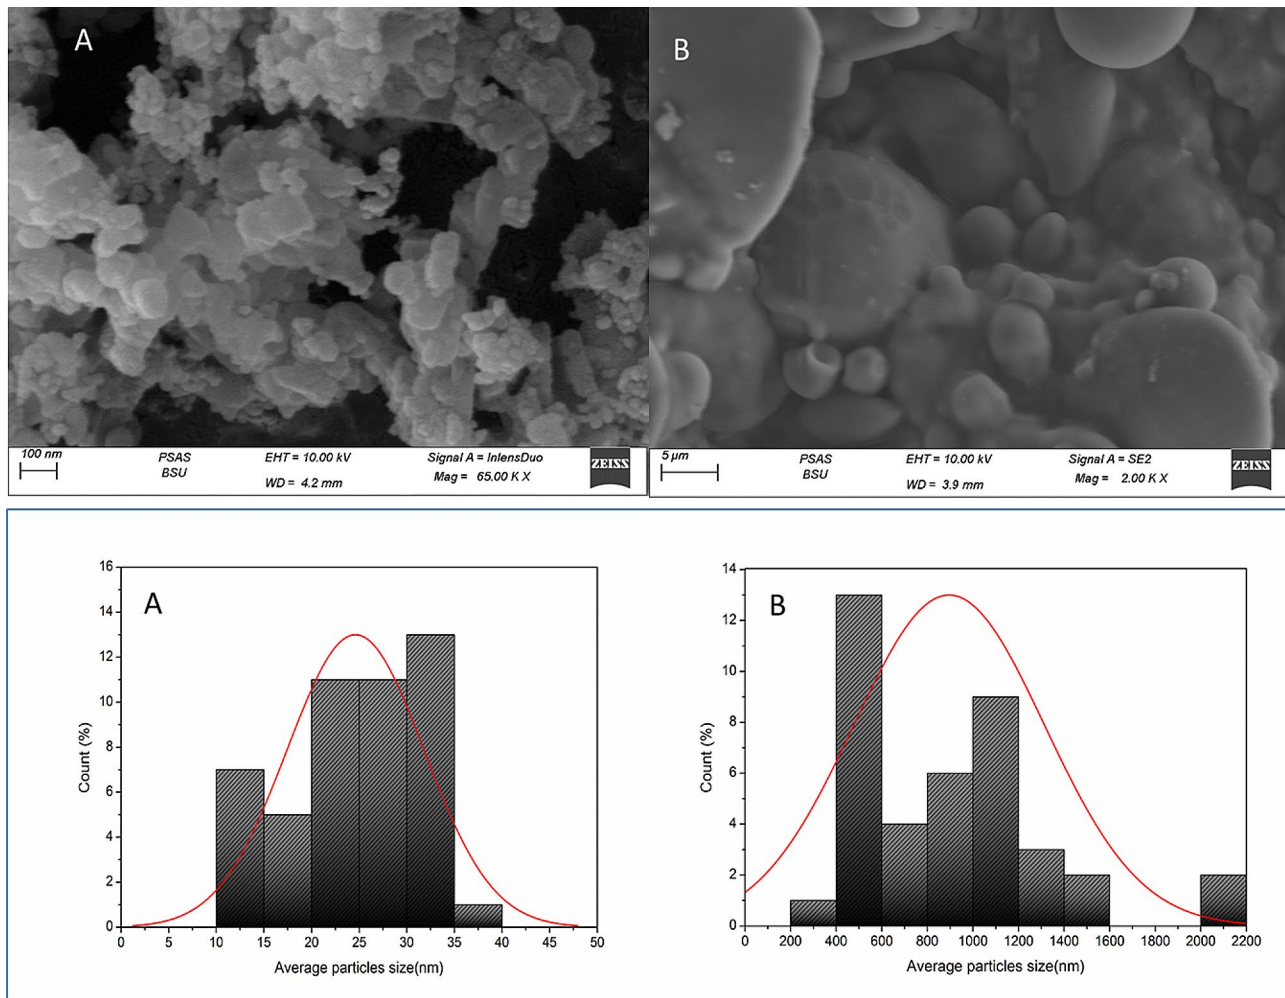 A
B
100 nm
PSAS
BSU
EHT = 10.00 kV
WD = 4.2 mm
Signal A = InlensDuo
Mag = 65.00 K X
ZEISS
5 µm
PSAS
BSU
EHT = 10.00 kV
WD = 3.9 mm
Signal A = SE2
Mag = 2.00 K X
ZEISS
A
Count (%)
16
14
12
10
8
6
4
2
0
0 5 10 15 20 25 30 35 40 45 50
Average particles size(nm)
B
Count (%)
14
12
10
8
6
4
2
0
0 200 400 600 800 1000 1200 1400 1600 1800 2000 2200
Average particles size(nm)